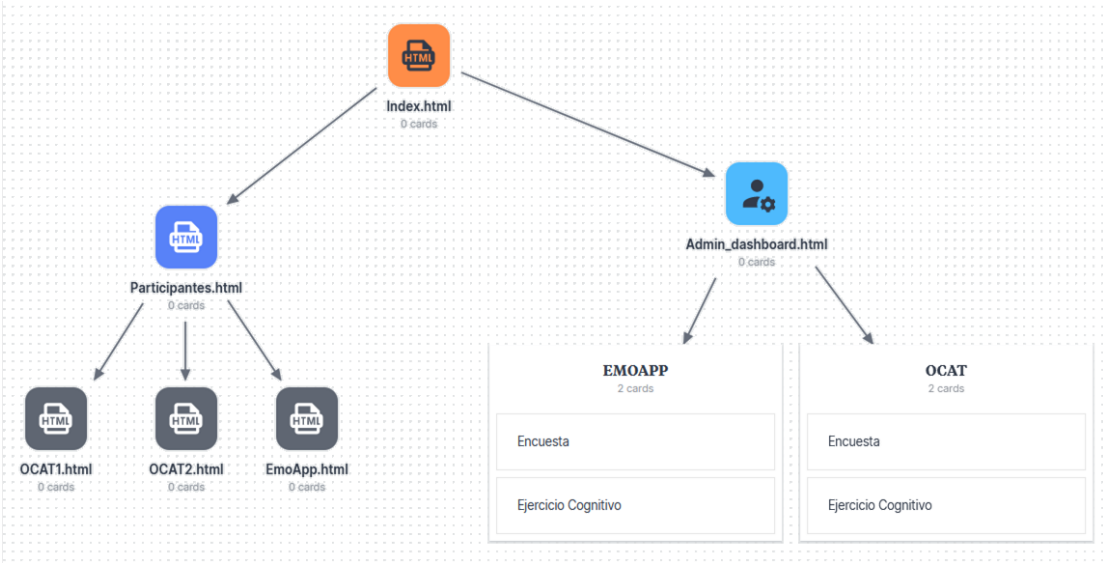 HTML
Index.html
0 cards
Admin_dashboard.html
0 cards
HTML
Participantes.html
0 cards
HTML
OCAT1.html
0 cards
HTML
OCAT2.html
0 cards
HTML
EmoApp.html
0 cards
EMOAPP
2 cards
Encuesta
Ejercicio Cognitivo
OCAT
2 cards
Encuesta
Ejercicio Cognitivo